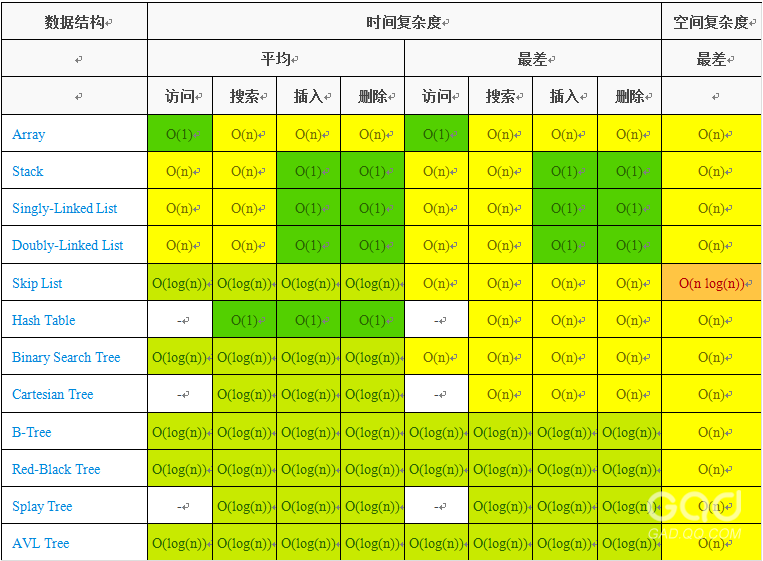 数据结构 时间复杂度 空间复杂度
平均 最差 最差
访问 搜索 插入 删除 访问 搜索 插入 删除
Array O(1) O(n) O(n) O(n) O(1) O(n) O(n) O(n) O(n)
Stack O(n) O(n) O(1) O(1) O(n) O(n) O(1) O(1) O(n)
Singly-Linked List O(n) O(n) O(1) O(1) O(n) O(n) O(1) O(1) O(n)
Doubly-Linked List O(n) O(n) O(1) O(1) O(n) O(n) O(1) O(1) O(n)
Skip List O(log(n)) O(log(n)) O(log(n)) O(log(n)) O(n) O(n) O(n) O(n) O(n log(n))
Hash Table - O(1) O(1) O(1) - O(n) O(n) O(n) O(n)
Binary Search Tree O(log(n)) O(log(n)) O(log(n)) O(log(n)) O(n) O(n) O(n) O(n) O(n)
Cartesian Tree - O(log(n)) O(log(n)) O(log(n)) - O(n) O(n) O(n) O(n)
B-Tree O(log(n)) O(log(n)) O(log(n)) O(log(n)) O(log(n)) O(log(n)) O(log(n)) O(log(n)) O(n)
Red-Black Tree O(log(n)) O(log(n)) O(log(n)) O(log(n)) O(log(n)) O(log(n)) O(log(n)) O(log(n)) O(n)
Splay Tree - O(log(n)) O(log(n)) O(log(n)) - O(log(n)) O(log(n)) O(log(n)) O(n)
AVL Tree O(log(n)) O(log(n)) O(log(n)) O(log(n)) O(log(n)) O(log(n)) O(log(n)) O(log(n)) O(n)
Gad
GAD.QQ.COM